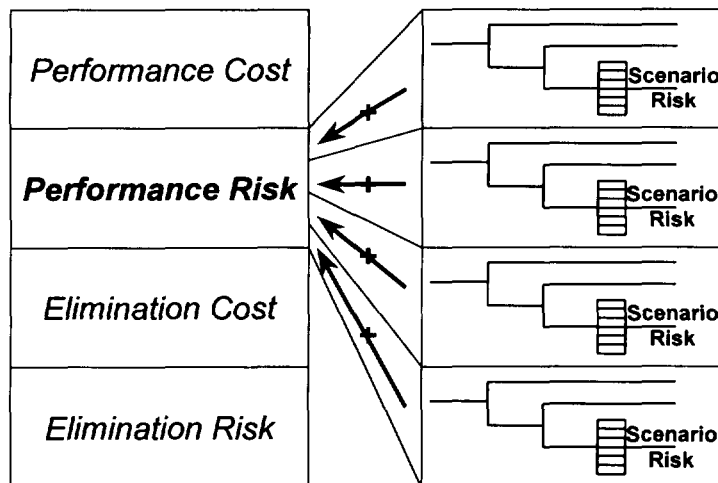 Performance Cost
Scenario
Risk
Performance Risk
Scenario
Risk
Elimination Cost
Scenario
Risk
Elimination Risk
Scenario
Risk